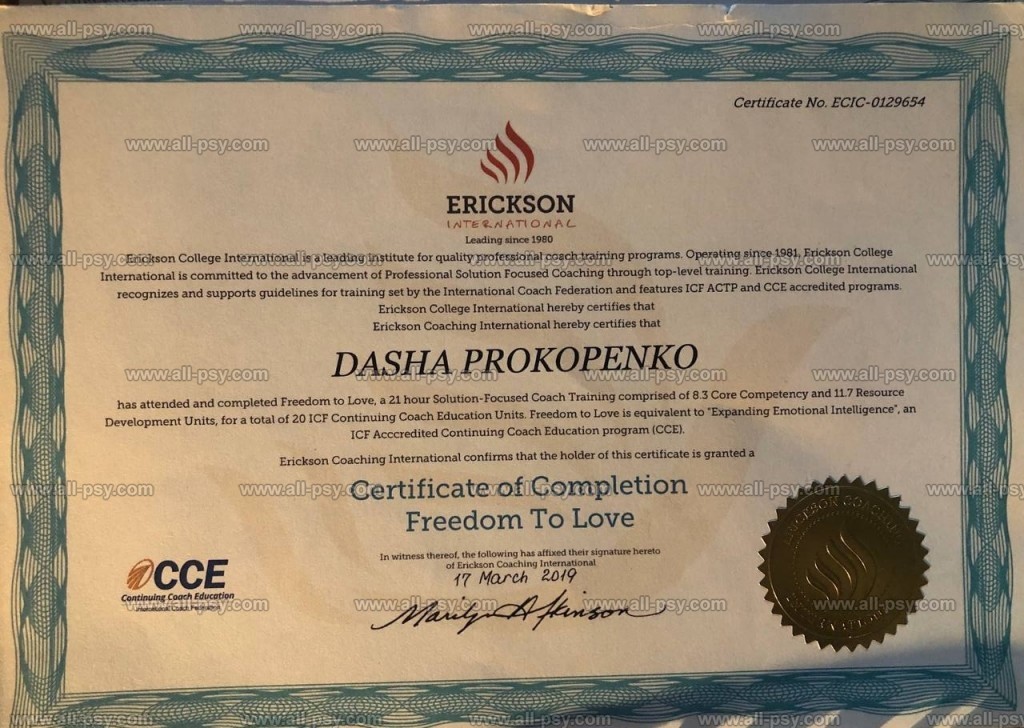 Certificate No. ECIC-0129654
ERICKSON
INTERNATIONAL
Leading since 1980
Erickson College International is a leading institute for quality professional coach training programs. Operating since 1981, Erickson College
International is committed to the advancement of Professional Solution Focused Coaching through top-level training. Erickson College International
recognizes and supports guidelines for training set by the International Coach Federation and features ICF ACTP and CCE accredited programs.
Erickson College International hereby certifies that
Erickson Coaching International hereby certifies that
DASHA PROKOPENKO
has attended and completed Freedom to Love, a 21 hour Solution-Focused Coach Training comprised of 8.3 Core Competency and 11.7 Resource
Development Units, for a total of 20 ICF Continuing Coach Education Units. Freedom to Love is equivalent to "Expanding Emotional Intelligence", an
ICF Acccredited Continuing Coach Education program (CCE).
Erickson Coaching International confirms that the holder of this certificate is granted a
Certificate of Completion
Freedom To Love
In witness thereof, the following has affixed their signature hereto
of Erickson Coaching International
17 March 2019
Marilyn Atkinson
CCE
Continuing Coach Education
International Coach Federation
ERICKSON COACHING
INTERNATIONAL
www.all-psy.com